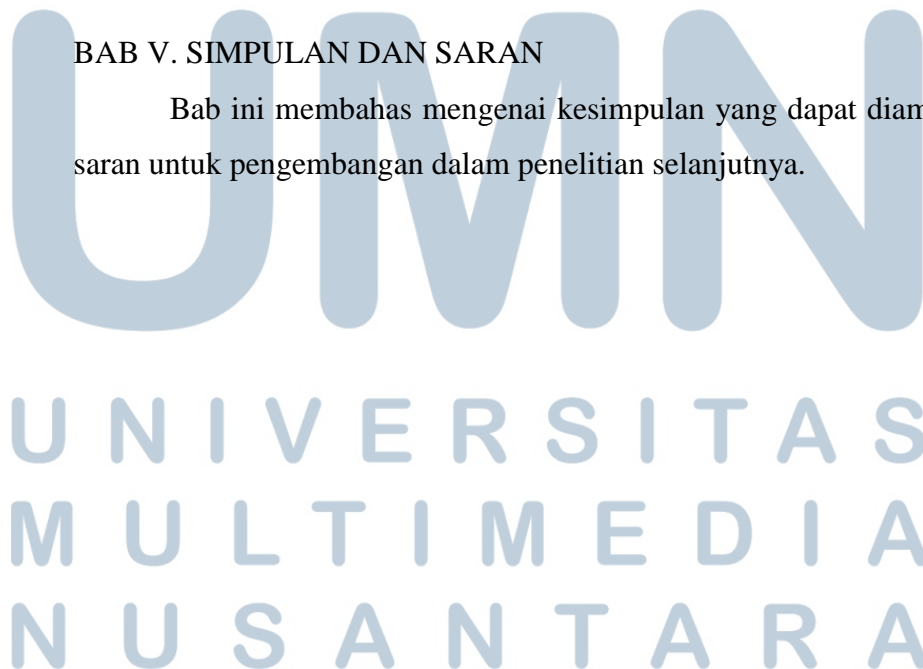 BAB V. SIMPULAN DAN SARAN
Bab ini membahas mengenai kesimpulan yang dapat diam
saran untuk pengembangan dalam penelitian selanjutnya.
UMN
UNIVERSITAS
MULTIMEDIA
NUSANTARA